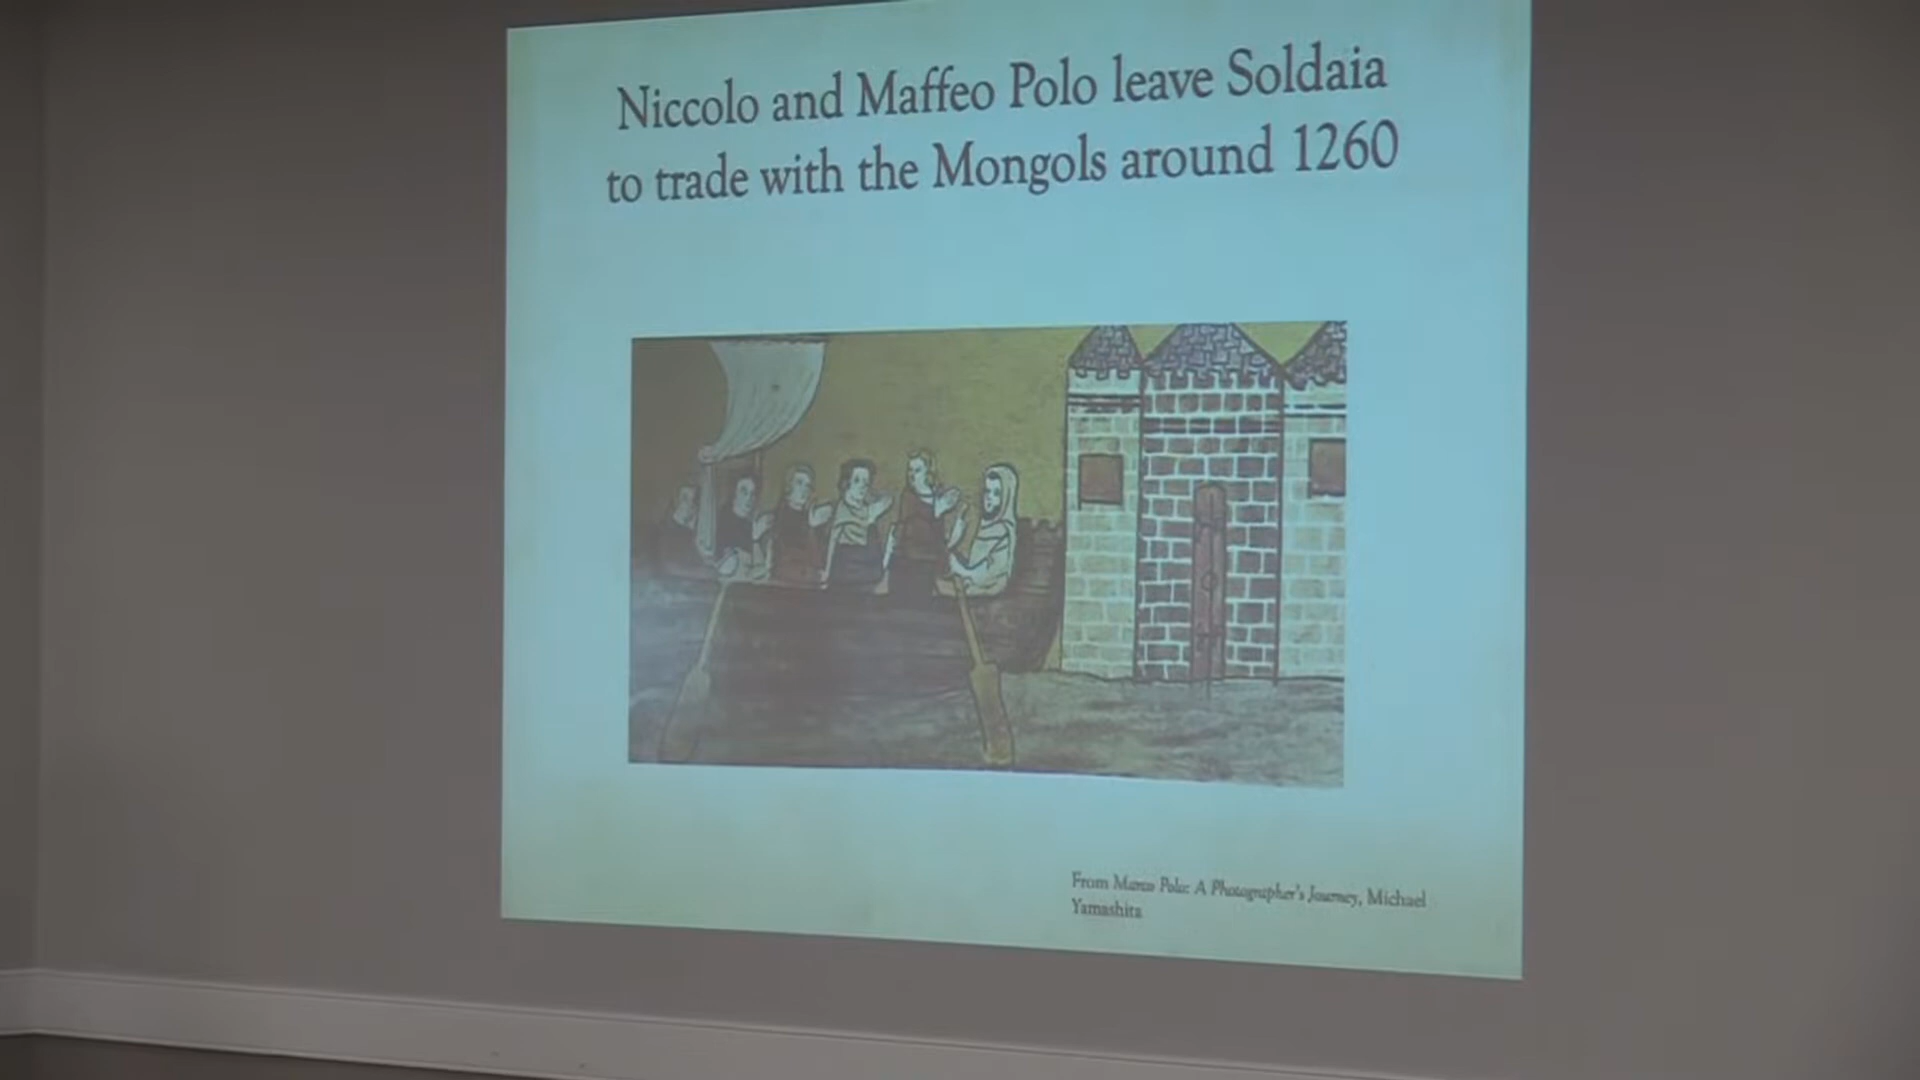 Niccolo and Maffeo Polo leave Soldaia
to trade with the Mongols around 1260
From Marco Polo: A Photographer's Journey, Michael
Yamashita